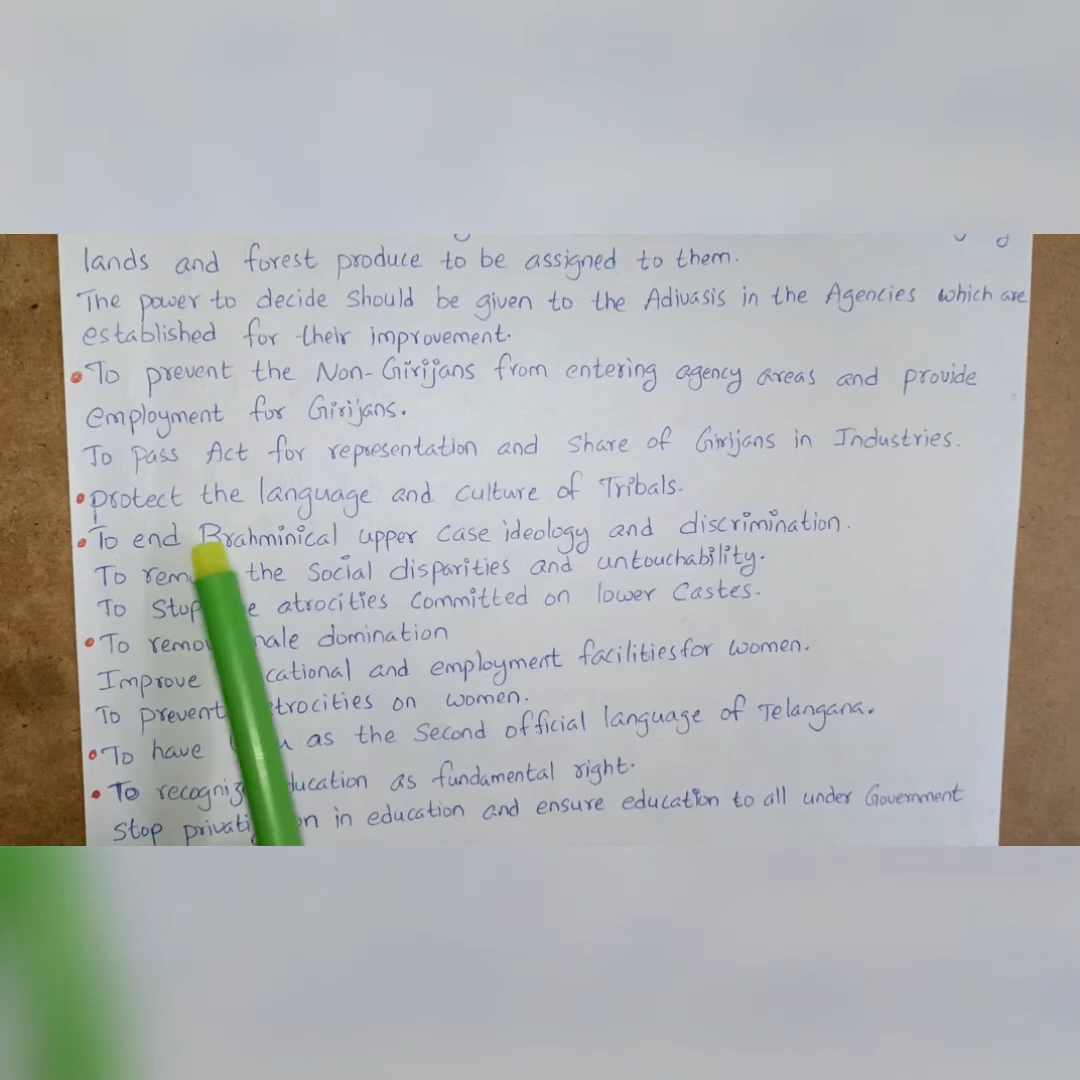 lands and forest produce to be assigned to them.
The power to decide should be given to the Adivasis in the Agencies which are
established for their improvement.
• To prevent the Non-Girijans from entering agency areas and provide
employment for Girijans.
To pass Act for representation and share of Girijans in Industries.
• protect the language and culture of Tribals.
• To end Brahminical upper case ideology and discrimination.
To the Social disparities and untouchability.
To Stop atrocities Committed on lower Castes.
• To male domination
Improve and employment facilities for women.
To prevent atrocities on women.
• To have as the Second official language of Telangana.
• To education as fundamental right.
Stop in education and ensure education to all under Government